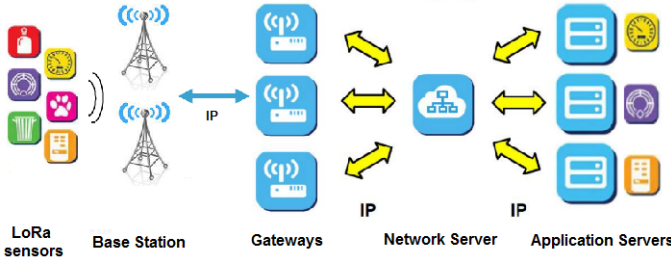 IP
IP
IP
LoRa
sensors
Base Station
Gateways
Network Server
Application Servers